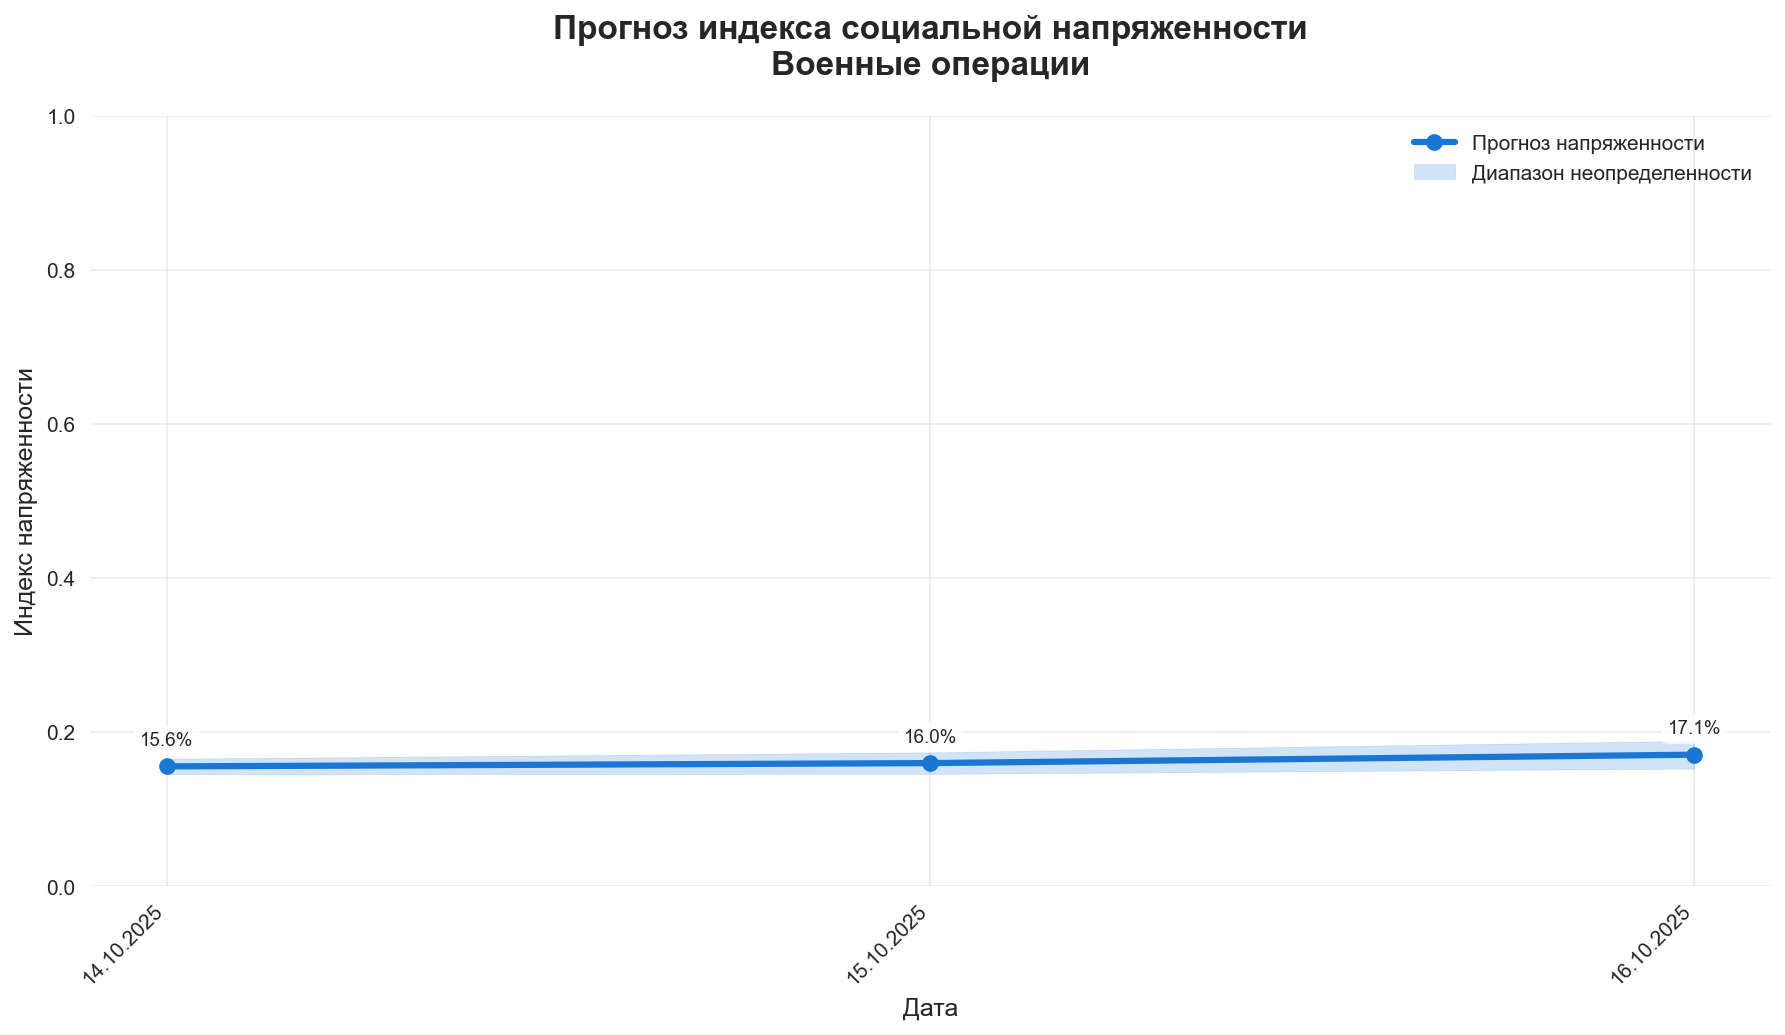 Прогноз индекса социальной напряженности
Военные операции
Прогноз напряженности
Диапазон неопределенности
Индекс напряженности
1.0
0.8
0.6
0.4
0.2
0.0
15.6%
16.0%
17.1%
14.10.2025
15.10.2025
16.10.2025
Дата